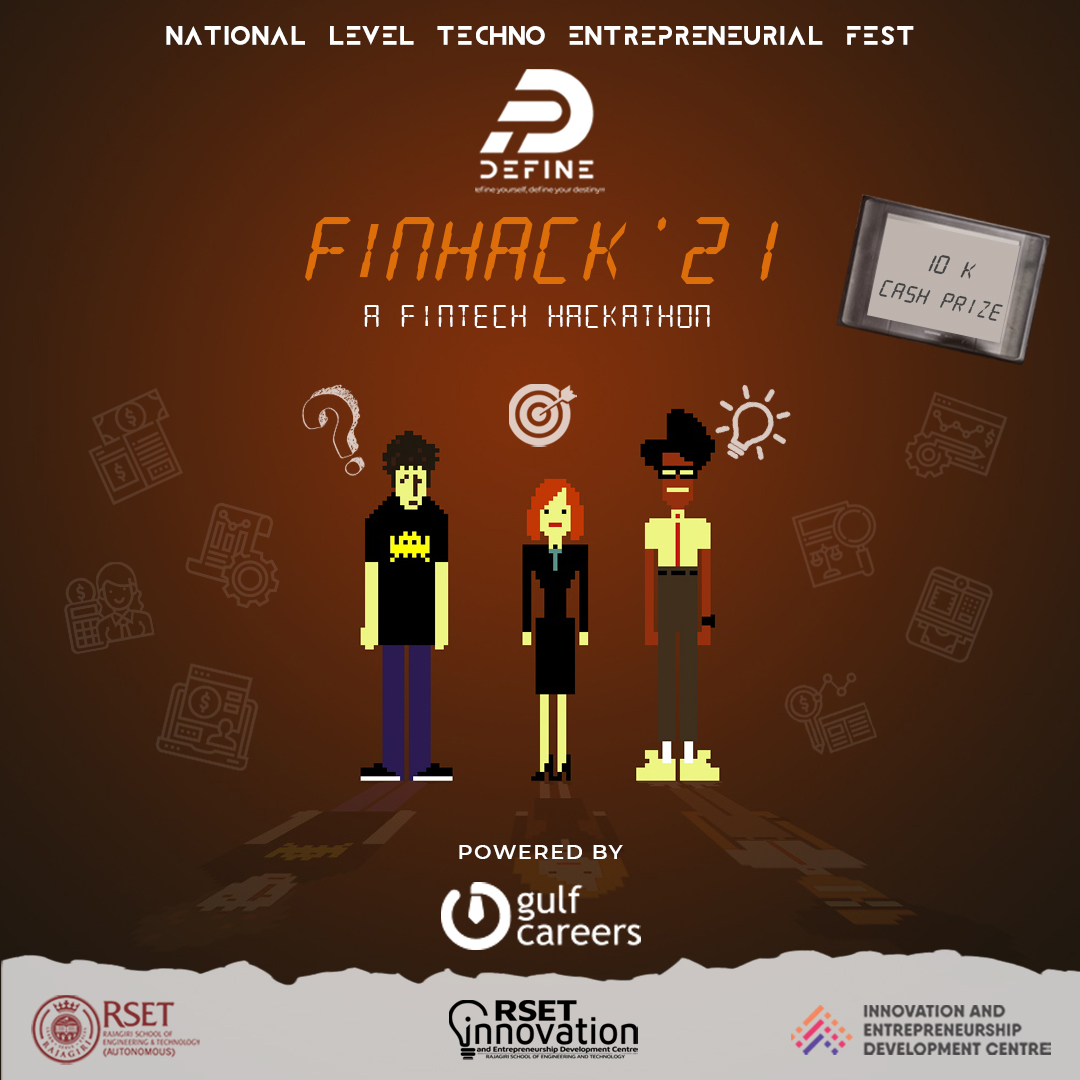 NATIONAL LEVEL TECHNO ENTREPRENEURIAL FEST
DEFINE
efine yourself, define your destiny
FINHACK '21
A FINTECH HACKATHON
10 K
CASH PRIZE
POWERED BY
gulf
careers
RSET
RAJAGIRI SCHOOL OF
ENGINEERING & TECHNOLOGY
(AUTONOMOUS)
RAJAGIRI
RSET
innovation
and Entrepreneurship Development Centre
RAJAGIRI SCHOOL OF ENGINEERING AND TECHNOLOGY
INNOVATION AND
ENTREPRENEURSHIP
DEVELOPMENT CENTRE